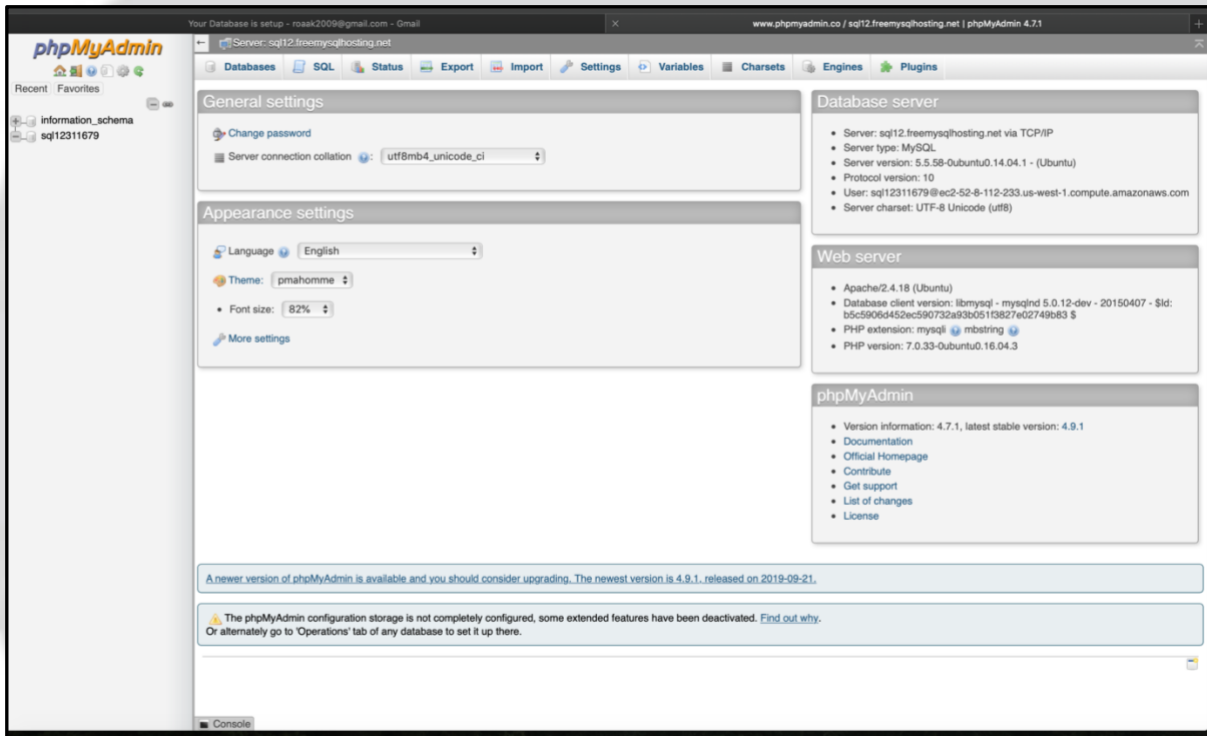 Your Database is setup - roaak2009@gmail.com - Gmail
www.phpmyadmin.co / sql12.freemysqlhosting.net | phpMyAdmin 4.7.1
phpMyAdmin
Recent Favorites
information_schema
sql12311679
Server: sql12.freemysqlhosting.net
Databases SQL Status Export Import Settings Variables Charsets Engines Plugins
General settings
Change password
Server connection collation : utf8mb4_unicode_ci
Appearance settings
Language English
Theme: pmahomme
Font size: 82%
More settings
Database server
Server: sql12.freemysqlhosting.net via TCP/IP
Server type: MySQL
Server version: 5.5.58-0ubuntu0.14.04.1 - (Ubuntu)
Protocol version: 10
User: sql12311679@ec2-52-8-112-233.us-west-1.compute.amazonaws.com
Server charset: UTF-8 Unicode (utf8)
Web server
Apache/2.4.18 (Ubuntu)
Database client version: libmysql - mysqlnd 5.0.12-dev - 20150407 - $Id:
b5c5906d452ec590732a93b051f3827e02749b83 $
PHP extension: mysqli mbstring
PHP version: 7.0.33-0ubuntu0.16.04.3
phpMyAdmin
Version information: 4.7.1, latest stable version: 4.9.1
Documentation
Official Homepage
Contribute
Get support
List of changes
License
A newer version of phpMyAdmin is available and you should consider upgrading. The newest version is 4.9.1, released on 2019-09-21.
The phpMyAdmin configuration storage is not completely configured, some extended features have been deactivated. Find out why.
Or alternately go to 'Operations' tab of any database to set it up there.
Console